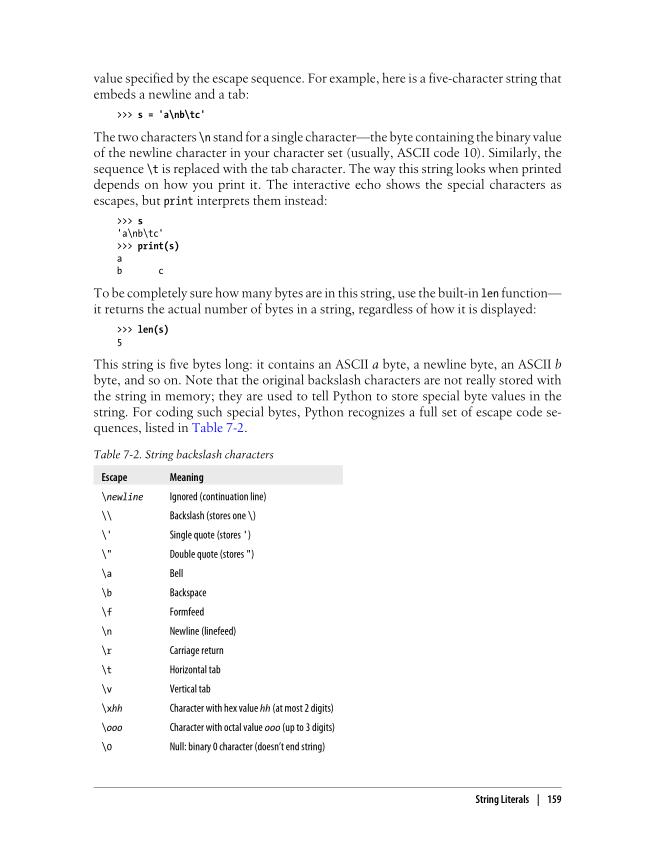 value specified by the escape sequence. For example, here is a five-character string that
embeds a newline and a tab:
>>> s = 'a\nb\tc'
The two characters \n stand for a single character—the byte containing the binary value
of the newline character in your character set (usually, ASCII code 10). Similarly, the
sequence \t is replaced with the tab character. The way this string looks when printed
depends on how you print it. The interactive echo shows the special characters as
escapes, but print interprets them instead:
>>> s
'a\nb\tc'
>>> print(s)
a
b       c
To be completely sure how many bytes are in this string, use the built-in len function—
it returns the actual number of bytes in a string, regardless of how it is displayed:
>>> len(s)
5
This string is five bytes long: it contains an ASCII a byte, a newline byte, an ASCII b
byte, and so on. Note that the original backslash characters are not really stored with
the string in memory; they are used to tell Python to store special byte values in the
string. For coding such special bytes, Python recognizes a full set of escape code se-
quences, listed in Table 7-2.
Table 7-2. String backslash characters
Escape Meaning
\newline Ignored (continuation line)
\\ Backslash (stores one \)
\' Single quote (stores ')
\" Double quote (stores ")
\a Bell
\b Backspace
\f Formfeed
\n Newline (linefeed)
\r Carriage return
\t Horizontal tab
\v Vertical tab
\xhh Character with hex value hh (at most 2 digits)
\ooo Character with octal value ooo (up to 3 digits)
\o Null: binary 0 character (doesn't end string)
String Literals | 159